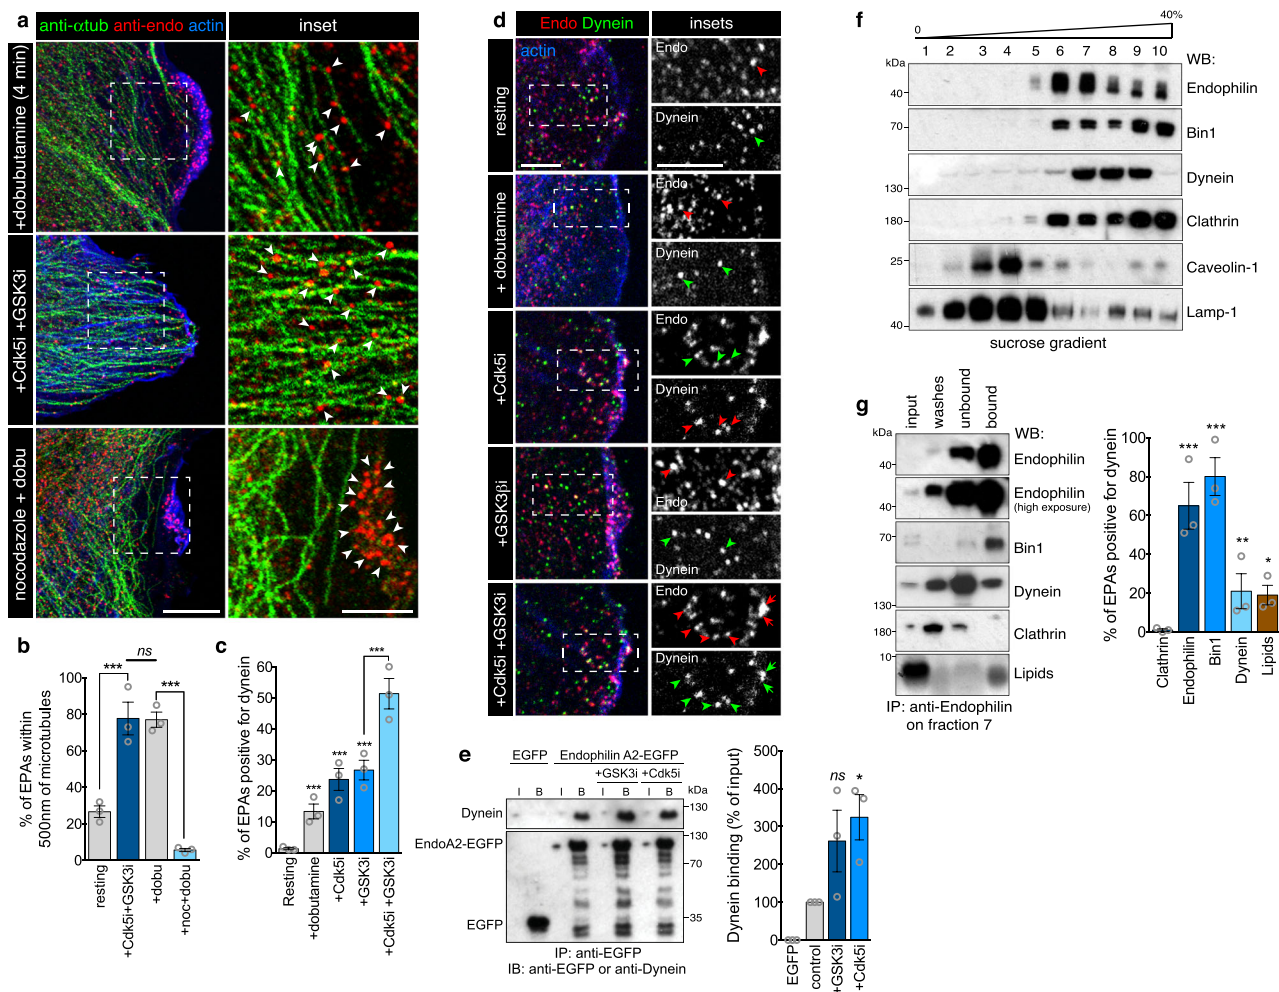 a
anti-αtub anti-endo actin
inset
+dobubutamine (4 min)
+Cdk5i +GSK3i
nocodazole + dobu
b
% of EPAs within
500nm of microtubules
100
80
60
40
20
0
***
ns
***
resting
+Cdk5i+GSK3i
+dobu
+noc+dobu
c
% of EPAs positive for dynein
60
50
40
30
20
10
0
***
***
***
***
Resting
+dobutamine
+Cdk5i
+GSK3i
+Cdk5i +GSK3i
d
Endo Dynein
insets
actin
resting
Endo
Dynein
+ dobutamine
Endo
Dynein
+Cdk5i
Endo
Dynein
+GSK3βi
Endo
Dynein
+Cdk5i +GSK3i
Endo
Dynein
e
EGFP
Endophilin A2-EGFP
+GSK3i +Cdk5i
I B I B I B I B kDa
Dynein
130
EndoA2-EGFP
130
70
EGFP
35
IP: anti-EGFP
IB: anti-EGFP or anti-Dynein
Dynein binding (% of input)
500
400
300
200
100
0
ns
*
EGFP
control
+GSK3i
+Cdk5i
f
0
40%
1 2 3 4 5 6 7 8 9 10
kDa
WB:
40
Endophilin
70
Bin1
130
Dynein
180
Clathrin
25
Caveolin-1
40
Lamp-1
sucrose gradient
g
input
washes
unbound
bound
kDa
WB:
40
Endophilin
40
Endophilin
(high exposure)
70
Bin1
130
Dynein
180
Clathrin
10
Lipids
IP: anti-Endophilin
on fraction 7
% of EPAs positive for dynein
100
80
60
40
20
0
***
***
**
*
Clathrin
Endophilin
Bin1
Dynein
Lipids